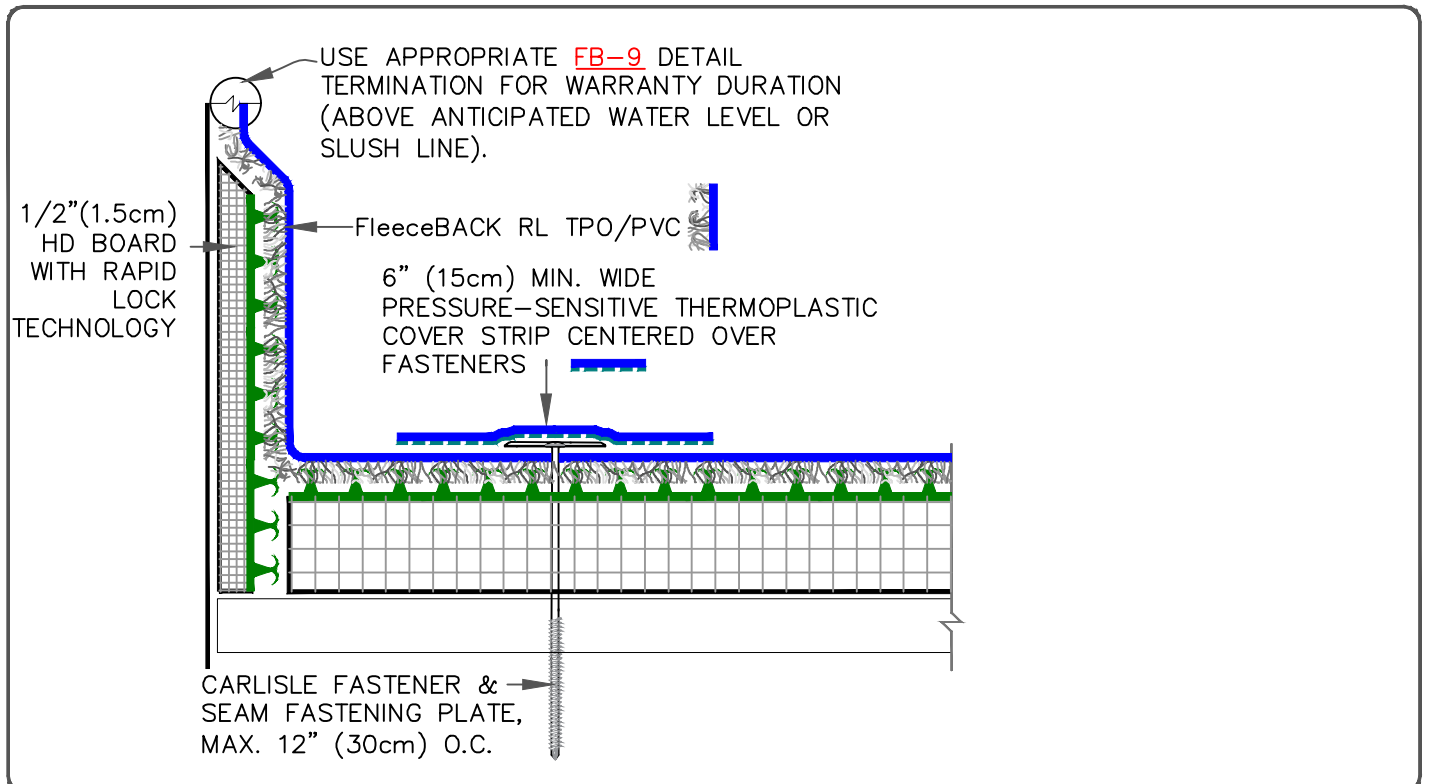 USE APPROPRIATE FB-9 DETAIL
TERMINATION FOR WARRANTY DURATION
(ABOVE ANTICIPATED WATER LEVEL OR
SLUSH LINE).
1/2"(1.5cm)
HD BOARD
WITH RAPID
LOCK
TECHNOLOGY
FleeceBACK RL TPO/PVC
6" (15cm) MIN. WIDE
PRESSURE-SENSITIVE THERMOPLASTIC
COVER STRIP CENTERED OVER
FASTENERS
CARLISLE FASTENER &
SEAM FASTENING PLATE,
MAX. 12" (30cm) O.C.